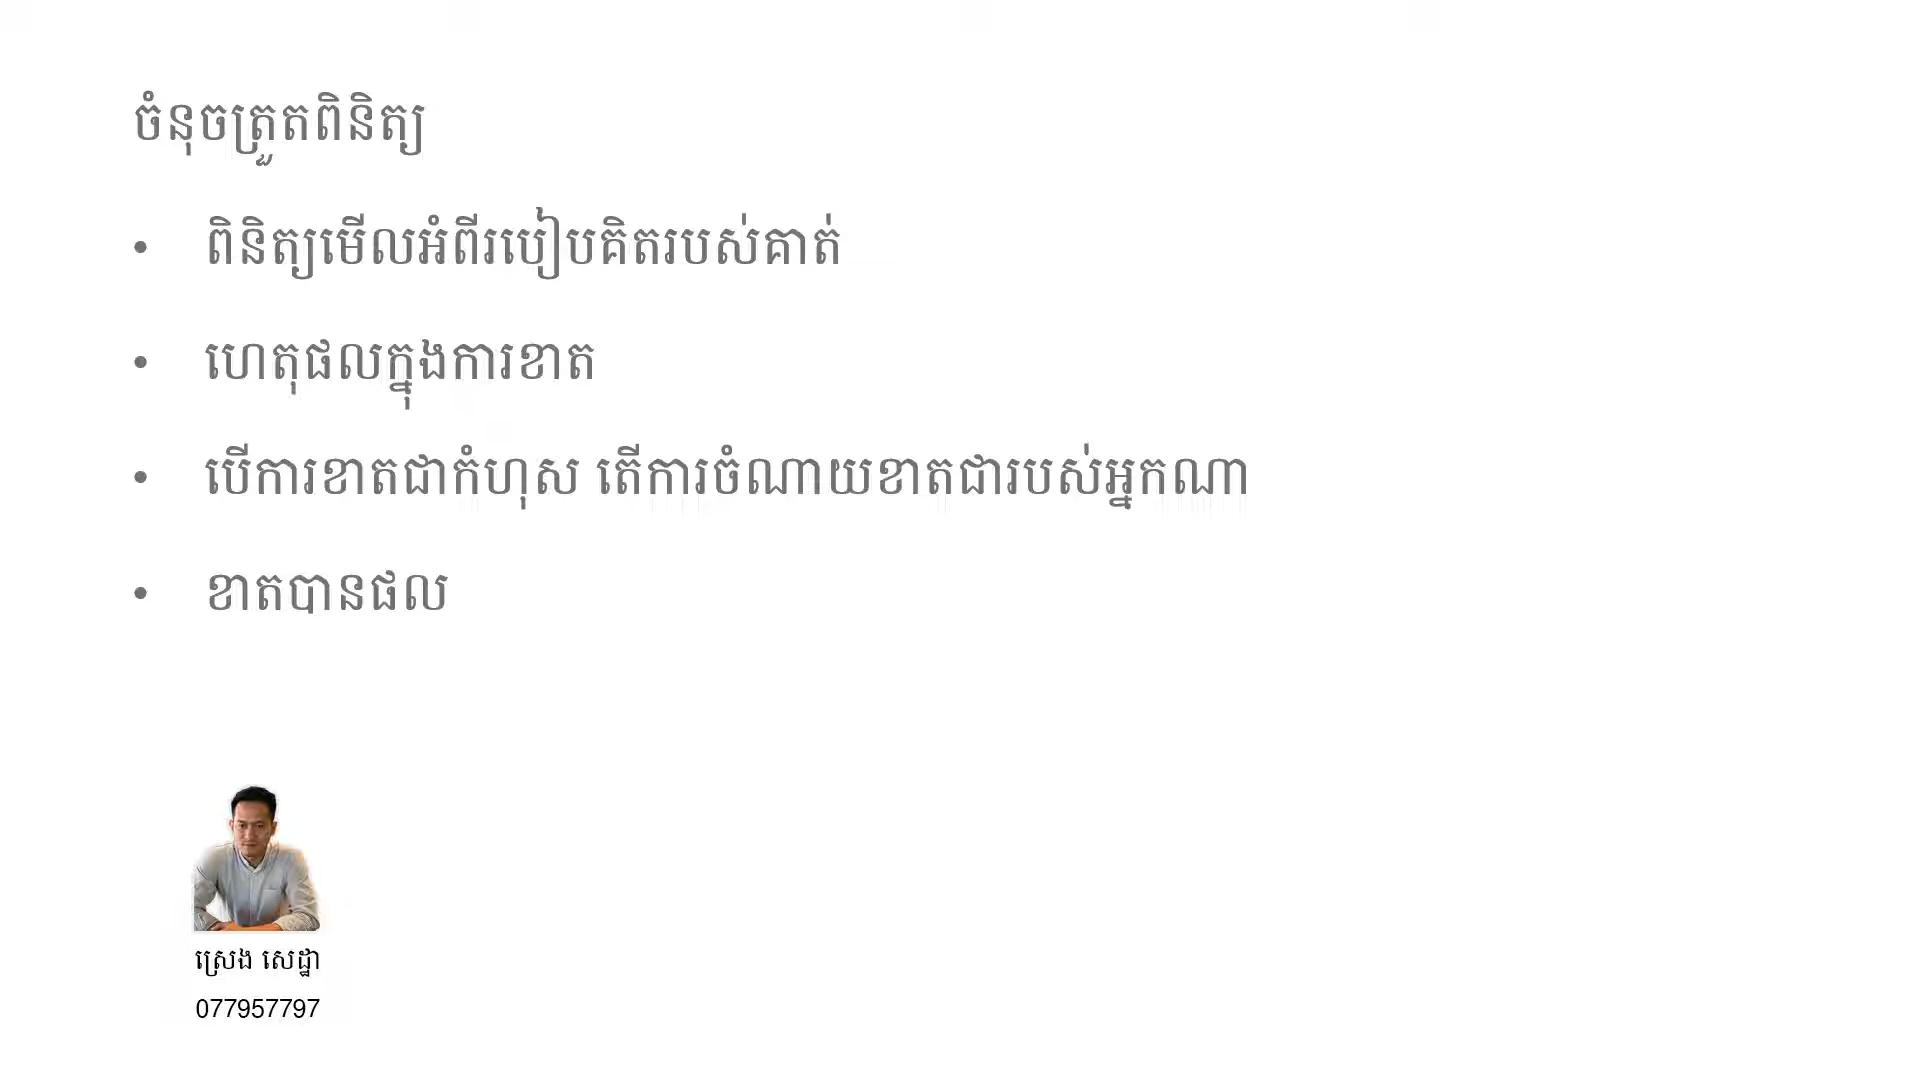 ចំនុចត្រួតពិនិត្យ
• ពិនិត្យមើលអំពីរបៀបគិតរបស់គាត់
• ហេតុផលក្នុងការខាត
• បើការខាតជាកំហុស តើការចំណាយខាតជារបស់អ្នកណា
• ខាតបានផល
ស្រេង សេដ្ឋា
077957797